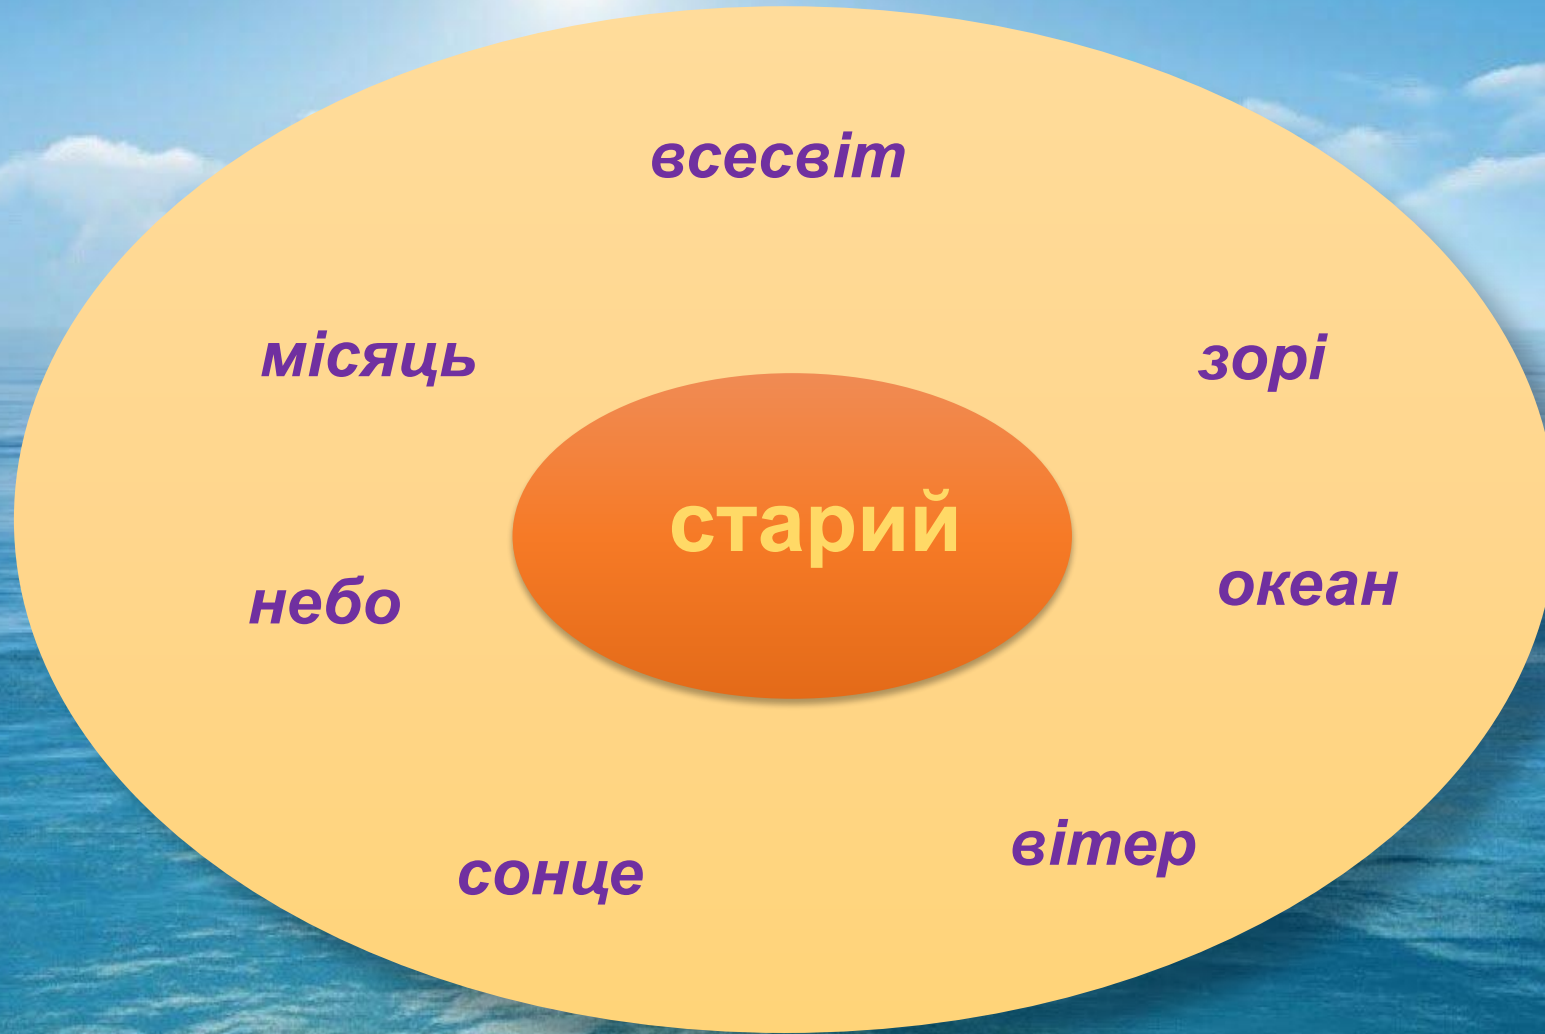 всесвіт
місяць
зорі
старий
небо
океан
вітер
сонце